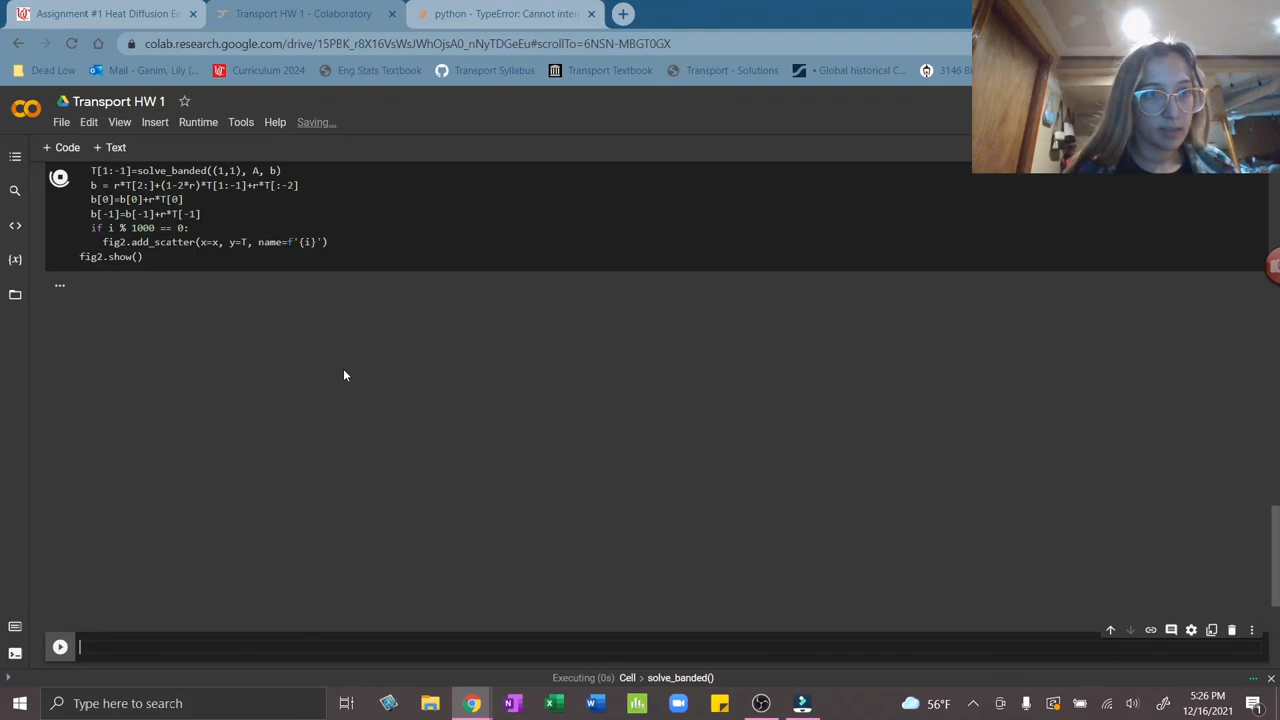 Assignment #1 Heat Diffusion Eq
Transport HW 1 - Colaboratory
python - TypeError: Cannot inter
colab.research.google.com/drive/15PBK_r8X16VsWsJWhOjsA0_nNyTDGeEu#scrollTo=6NSN-MBGT0GX
Dead Low
Mail - Ganim, Lily (...
Curriculum 2024
Eng Stats Textbook
Transport Syllabus
Transport Textbook
Transport - Solutions
• Global historical C...
3146 Bi
CO
Transport HW 1
File Edit View Insert Runtime Tools Help Saving...
+ Code + Text
T[1:-1]=solve_banded((1,1), A, b)
b = r*T[2:]+(1-2*r)*T[1:-1]+r*T[:-2]
b[0]=b[0]+r*T[0]
b[-1]=b[-1]+r*T[-1]
if i % 1000 == 0:
fig2.add_scatter(x=x, y=T, name=f'{i}')
fig2.show()
...
Executing (0s) Cell > solve_banded()
Type here to search
56°F
5:26 PM
12/16/2021